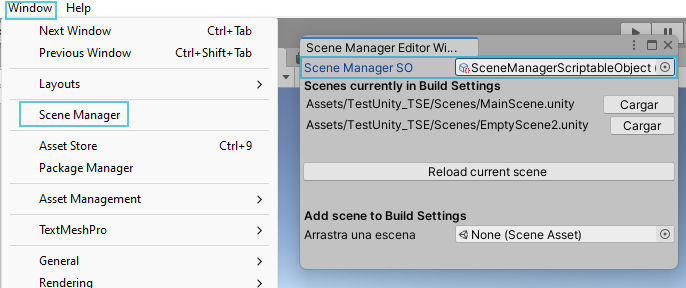 Window Help
Next Window Ctrl+Tab
Previous Window Ctrl+Shift+Tab
Layouts
Scene Manager
Asset Store Ctrl+9
Package Manager
Asset Management
TextMeshPro
General
Rendering
Scene Manager Editor Wi...
Scene Manager SO SceneManagerScriptableObject (
Scenes currently in Build Settings
Assets/TestUnity_TSE/Scenes/MainScene.unity Cargar
Assets/TestUnity_TSE/Scenes/EmptyScene2.unity Cargar
Reload current scene
Add scene to Build Settings
Arrastra una escena None (Scene Asset)